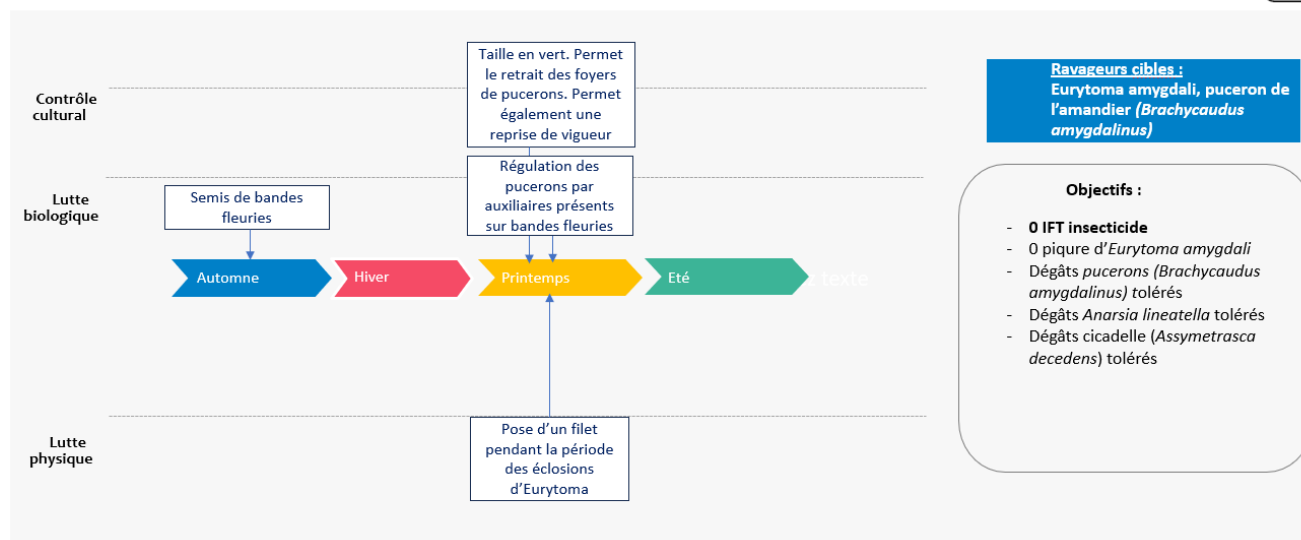 Taille en vert. Permet
le retrait des foyers
de pucerons. Permet
également une
reprise de vigueur
Contrôle
cultural
Régulation des
pucerons par
auxiliaires présents
sur bandes fleuries
Lutte
biologique
Semis de bandes
fleuries
Automne
Hiver
Printemps
Eté
texte
Lutte
physique
Pose d’un filet
pendant la période
des éclosions
d’Eurytoma
Ravageurs cibles :
Eurytoma amygdali, puceron de
l’amandier (Brachycaudus
amygdalinus)
Objectifs :
- 0 IFT insecticide
- 0 piqure d’Eurytoma amygdali
- Dégâts pucerons (Brachycaudus
amygdalinus) tolérés
- Dégâts Anarsia lineatella tolérés
- Dégâts cicadelle (Assymetrasca
decedens) tolérés